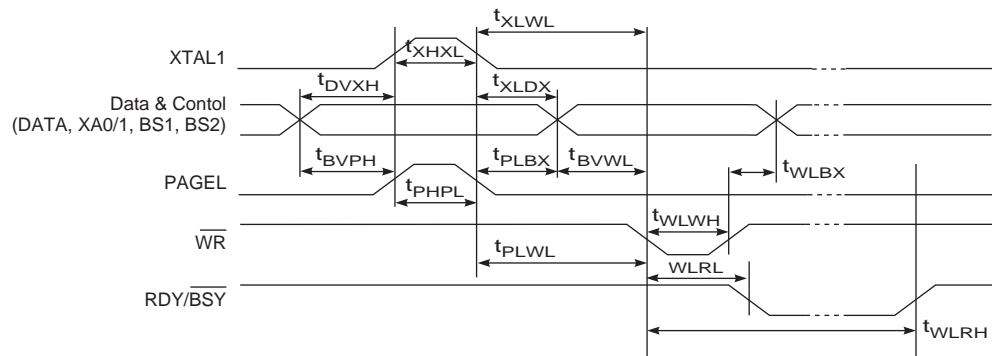 tXLWL
XTAL1
tXHXL
tDVXH
tXLDX
Data & Contol
(DATA, XA0/1, BS1, BS2)
tBVPH
tPLBX
tBVWL
tWLBX
PAGEL
tPHPL
tWLWH
WR
tPLWL
WLRL
RDY/BSY
tWLRH